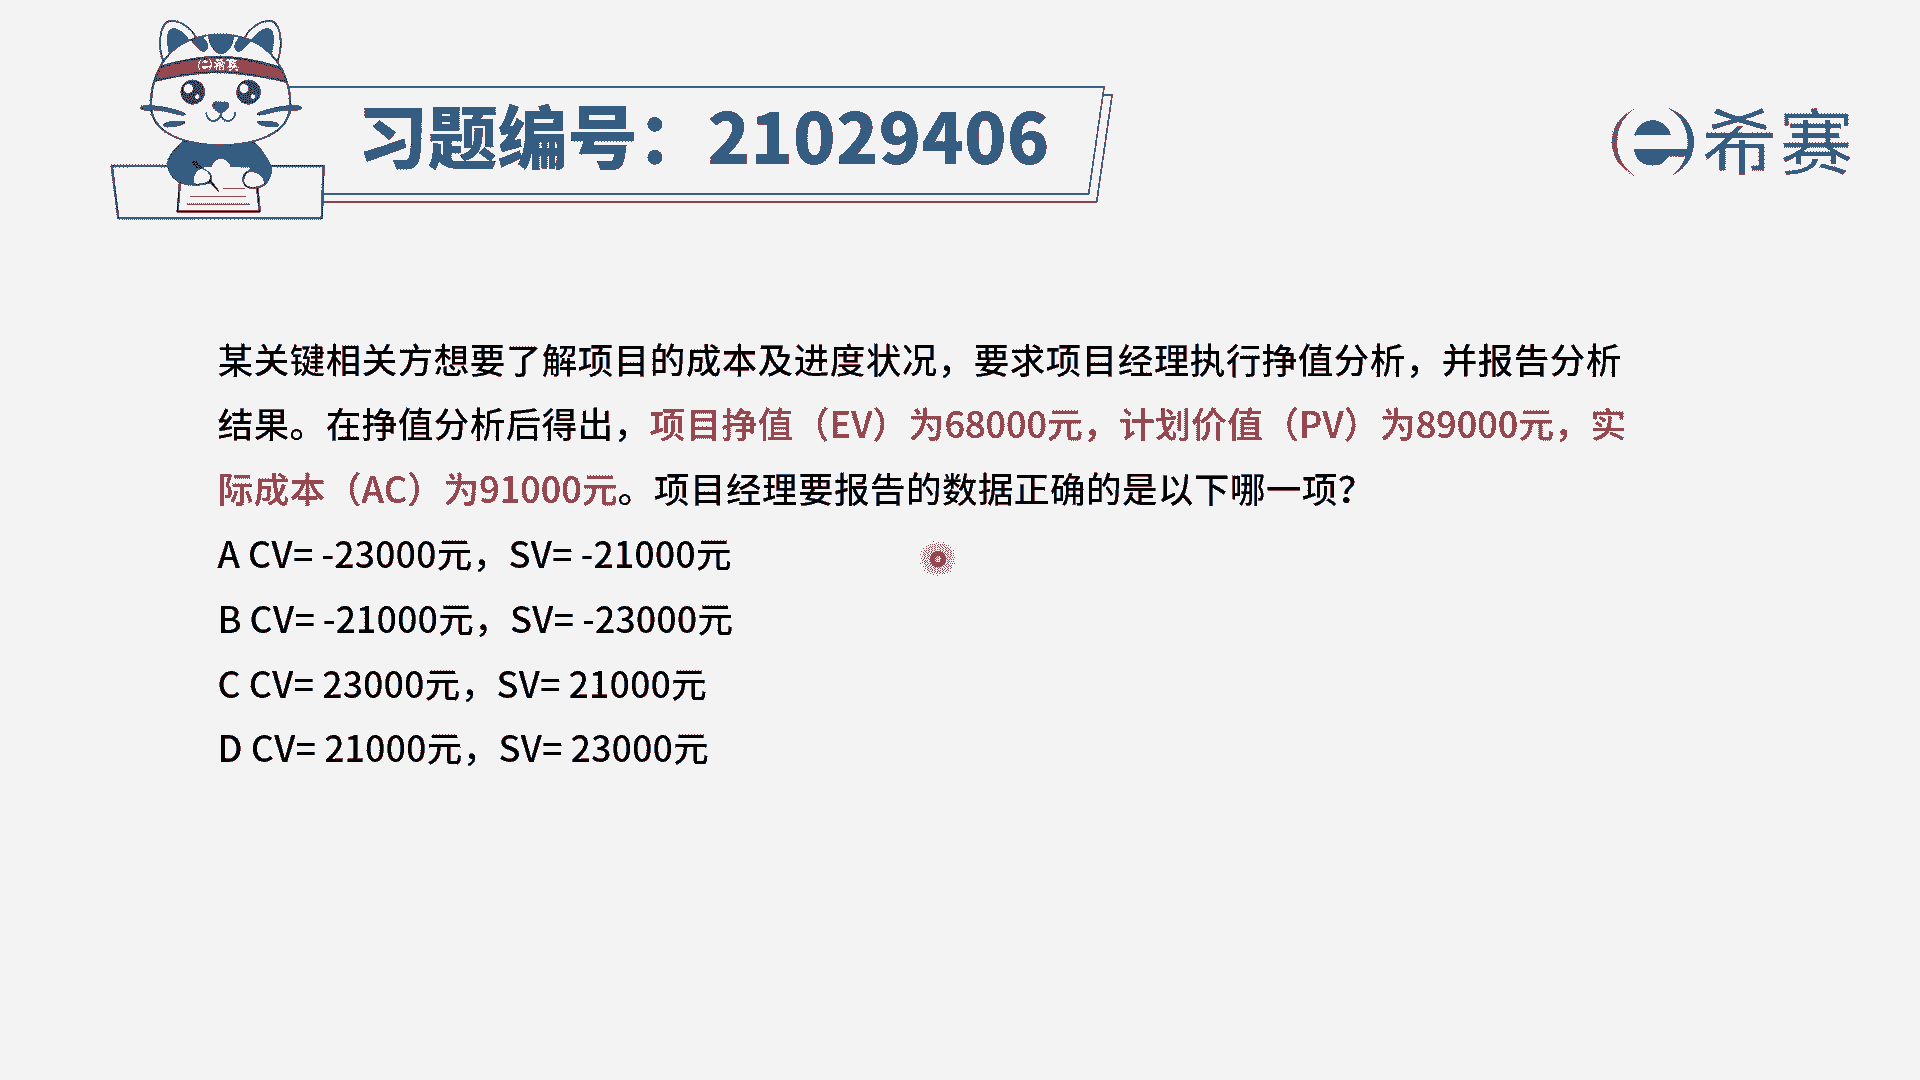 希赛
习题编号：21029406
希赛
某关键相关方想要了解项目的成本及进度状况，要求项目经理执行挣值分析，并报告分析
结果。在挣值分析后得出，项目挣值（EV）为68000元，计划价值（PV）为89000元，实
际成本（AC）为91000元。项目经理要报告的数据正确的是以下哪一项？
A CV= -23000元，SV= -21000元
B CV= -21000元，SV= -23000元
C CV= 23000元，SV= 21000元
D CV= 21000元，SV= 23000元